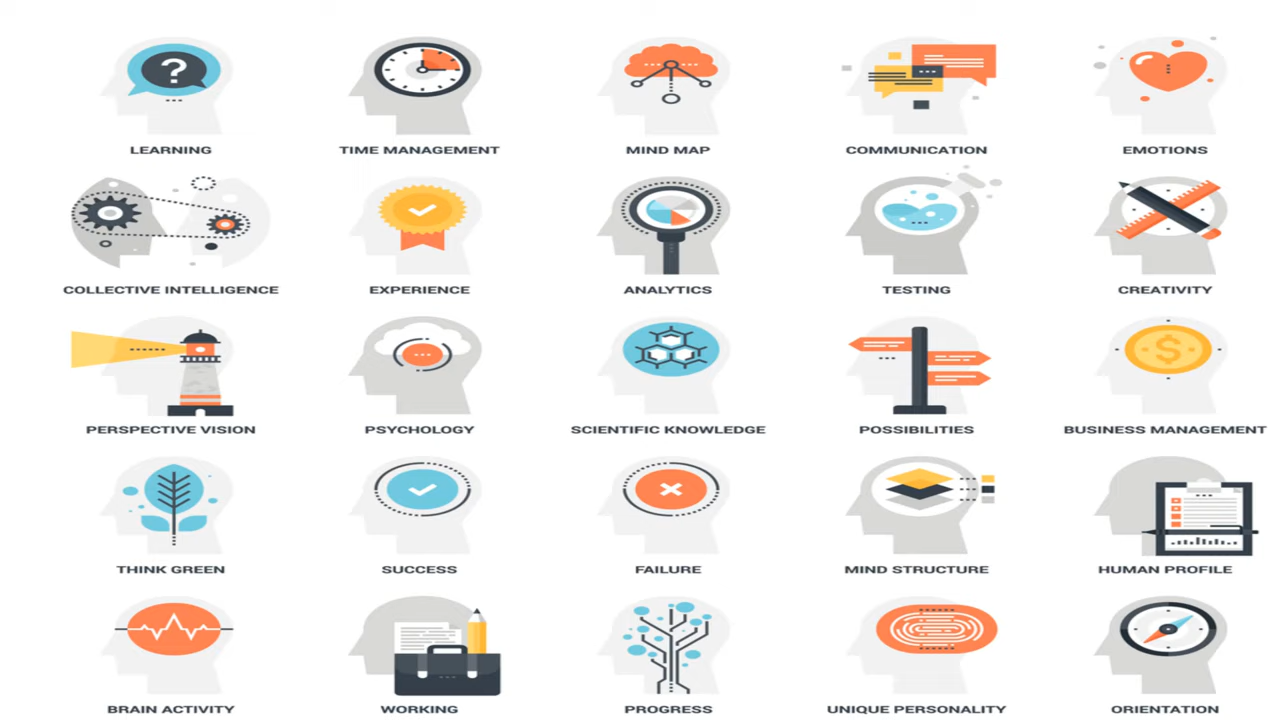 ?
LEARNING
TIME MANAGEMENT
MIND MAP
COMMUNICATION
EMOTIONS
COLLECTIVE INTELLIGENCE
EXPERIENCE
ANALYTICS
TESTING
CREATIVITY
$
PERSPECTIVE VISION
PSYCHOLOGY
SCIENTIFIC KNOWLEDGE
POSSIBILITIES
BUSINESS MANAGEMENT
THINK GREEN
SUCCESS
FAILURE
MIND STRUCTURE
HUMAN PROFILE
BRAIN ACTIVITY
WORKING
PROGRESS
UNIQUE PERSONALITY
ORIENTATION